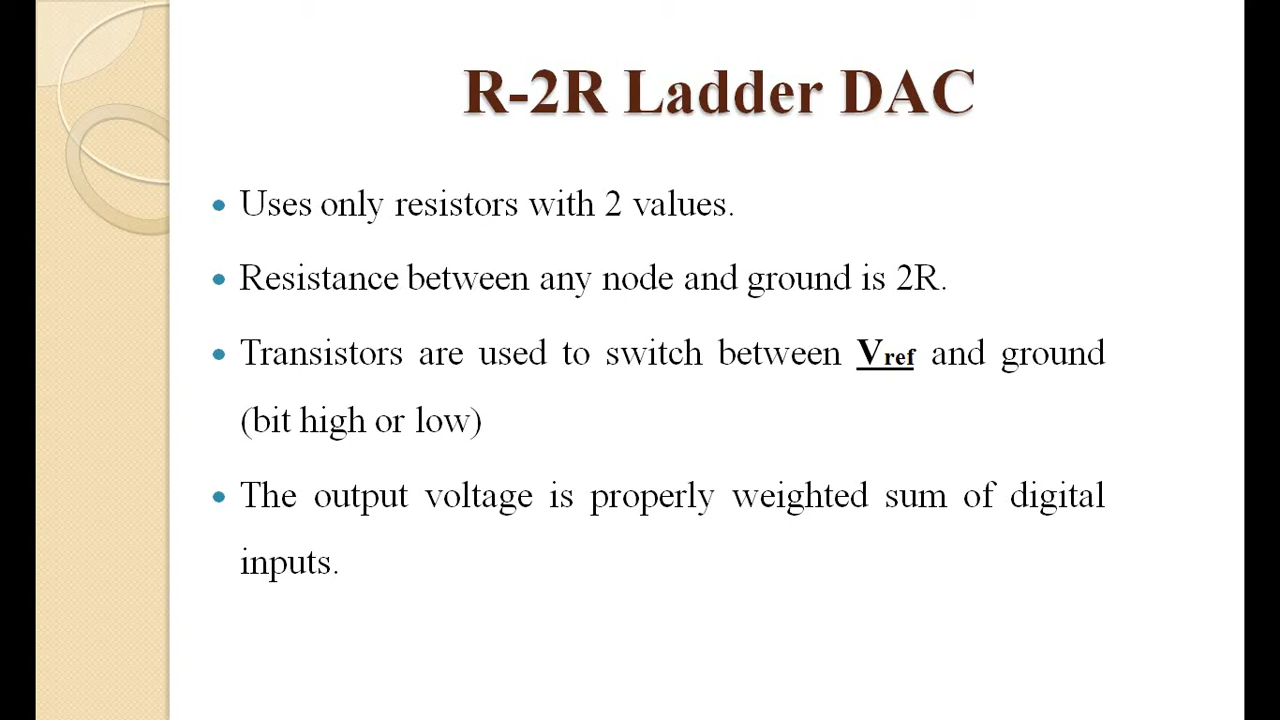 R-2R Ladder DAC
• Uses only resistors with 2 values.
• Resistance between any node and ground is 2R.
• Transistors are used to switch between Vref and ground
(bit high or low)
• The output voltage is properly weighted sum of digital
inputs.